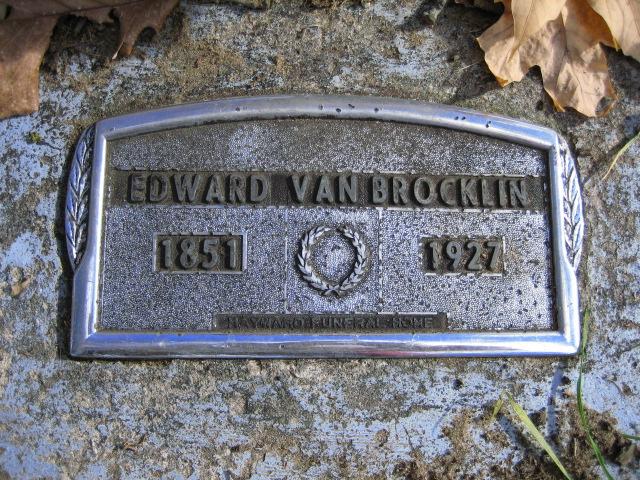 EDWARD VAN BROCKLIN
1851 1927
HAYWARD FUNERAL HOME